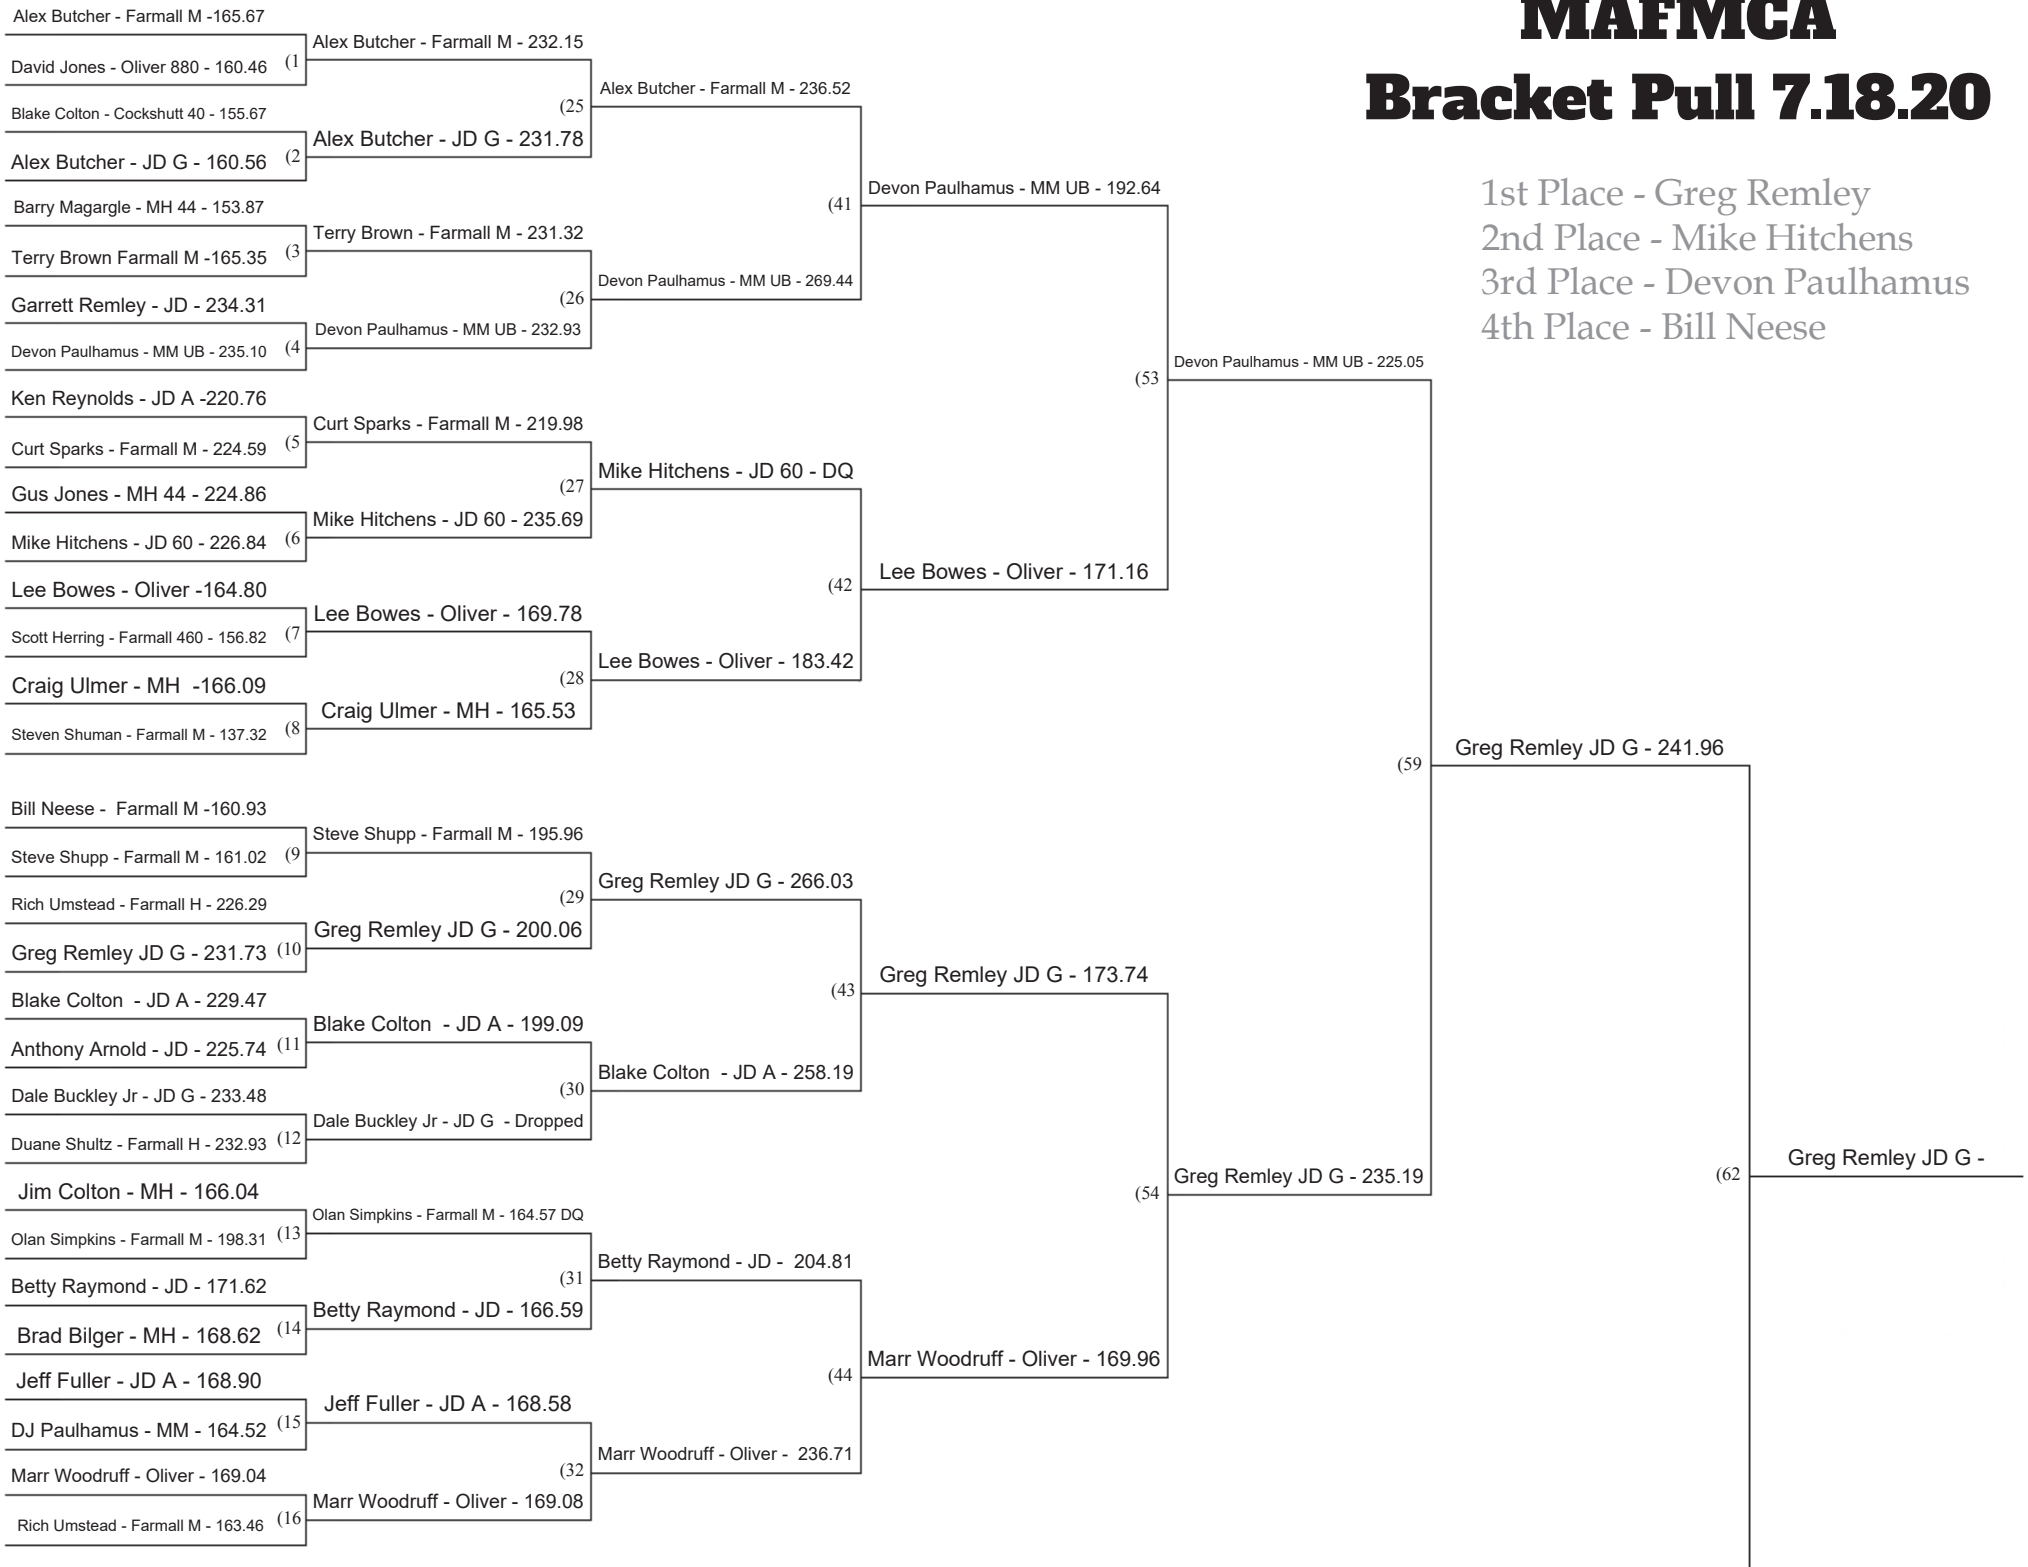 MAFMCA
Bracket Pull 7.18.20
1st Place - Greg Remley
2nd Place - Mike Hitchens
3rd Place - Devon Paulhamus
4th Place - Bill Neese
Alex Butcher - Farmall M -165.67
David Jones - Oliver 880 - 160.46
(1
Blake Colton - Cockshutt 40 - 155.67
Alex Butcher - JD G - 160.56
(2
Barry Magargle - MH 44 - 153.87
Terry Brown Farmall M -165.35
(3
Garrett Remley - JD - 234.31
Devon Paulhamus - MM UB - 235.10
(4
Ken Reynolds - JD A -220.76
Curt Sparks - Farmall M - 224.59
(5
Gus Jones - MH 44 - 224.86
Mike Hitchens - JD 60 - 226.84
(6
Lee Bowes - Oliver -164.80
Scott Herring - Farmall 460 - 156.82
(7
Craig Ulmer - MH  -166.09
Steven Shuman - Farmall M - 137.32
(8
Bill Neese -  Farmall M -160.93
Steve Shupp - Farmall M - 161.02
(9
Rich Umstead - Farmall H - 226.29
Greg Remley JD G - 231.73
(10
Blake Colton  - JD A - 229.47
Anthony Arnold - JD - 225.74
(11
Dale Buckley Jr - JD G - 233.48
Duane Shultz - Farmall H - 232.93
(12
Jim Colton - MH - 166.04
Olan Simpkins - Farmall M - 198.31
(13
Betty Raymond - JD - 171.62
Brad Bilger - MH - 168.62
(14
Jeff Fuller - JD A - 168.90
DJ Paulhamus - MM - 164.52
(15
Marr Woodruff - Oliver - 169.04
Rich Umstead - Farmall M - 163.46
(16
Alex Butcher - Farmall M - 232.15
(25
Alex Butcher - JD G - 231.78
Terry Brown - Farmall M - 231.32
(26
Devon Paulhamus - MM UB - 232.93
Curt Sparks - Farmall M - 219.98
(27
Mike Hitchens - JD 60 - 235.69
Lee Bowes - Oliver - 169.78
(28
Craig Ulmer - MH - 165.53
Steve Shupp - Farmall M - 195.96
(29
Greg Remley JD G - 200.06
Blake Colton  - JD A - 199.09
(30
Dale Buckley Jr - JD G  - Dropped
Olan Simpkins - Farmall M - 164.57 DQ
(31
Betty Raymond - JD - 166.59
Jeff Fuller - JD A - 168.58
(32
Marr Woodruff - Oliver - 169.08
Alex Butcher - Farmall M - 236.52
(41
Devon Paulhamus - MM UB - 269.44
Mike Hitchens - JD 60 - DQ
(42
Lee Bowes - Oliver - 183.42
Greg Remley JD G - 266.03
(43
Blake Colton  - JD A - 258.19
Betty Raymond - JD -  204.81
(44
Marr Woodruff - Oliver -  236.71
Devon Paulhamus - MM UB - 192.64
(53
Lee Bowes - Oliver - 171.16
Greg Remley JD G - 173.74
(54
Marr Woodruff - Oliver - 169.96
Devon Paulhamus - MM UB - 225.05
(59
Greg Remley JD G - 235.19
Greg Remley JD G - 241.96
(62
Greg Remley JD G -